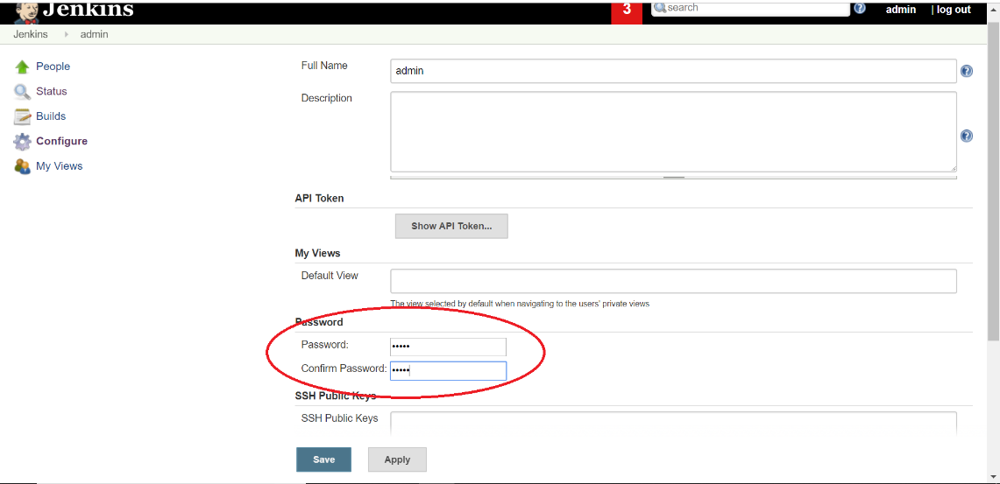 Jenkins
3
search
admin
| log out
Jenkins
admin
People
Status
Builds
Configure
My Views
Full Name
admin
Description
API Token
Show API Token...
My Views
Default View
The view selected by default when navigating to the users' private views
Password
Password:
•••••
Confirm Password:
•••••
SSH Public Keys
SSH Public Keys
Save
Apply